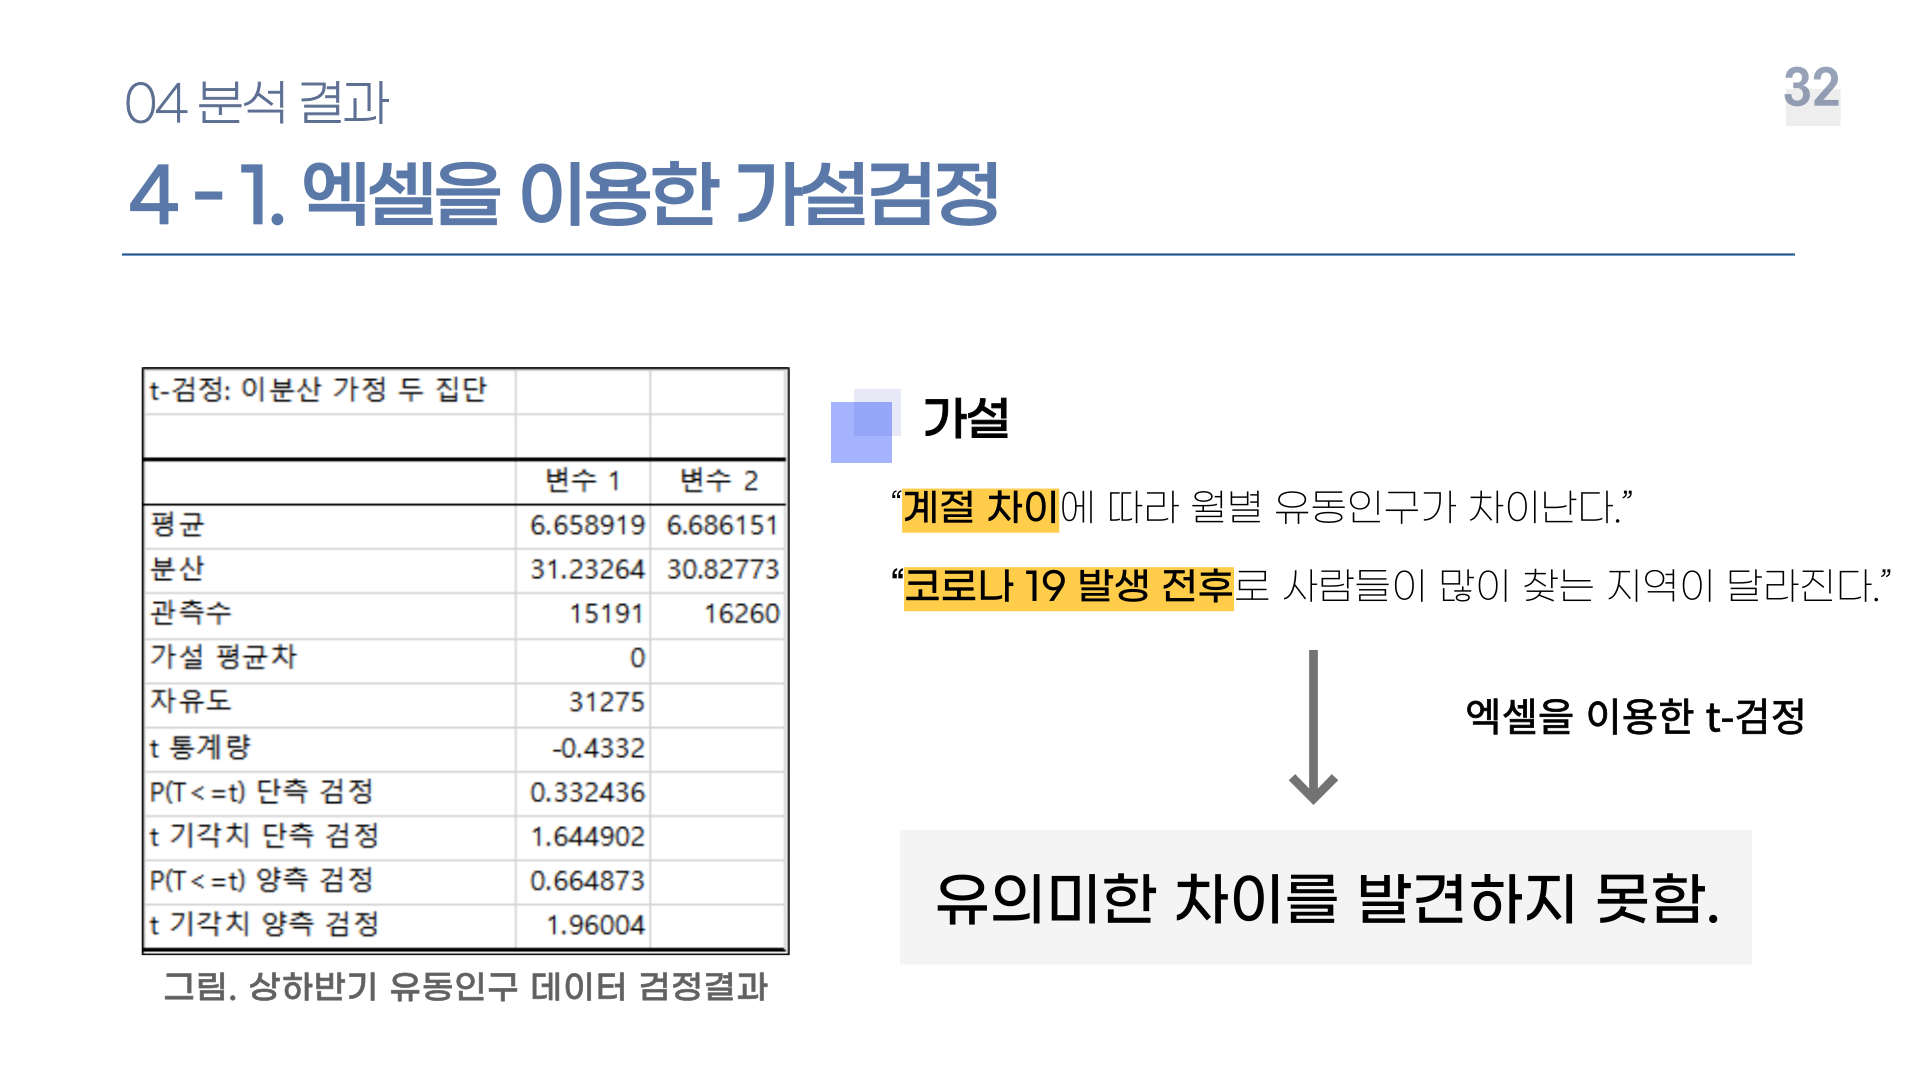 04 분석 결과
32
4 - 1. 엑셀을 이용한 가설검정
t-검정: 이분산 가정 두 집단
변수 1 변수 2
평균 6.658919 6.686151
분산 31.23264 30.82773
관측수 15191 16260
가설 평균차 0
자유도 31275
t 통계량 -0.4332
P(T<=t) 단측 검정 0.332436
t 기각치 단측 검정 1.644902
P(T<=t) 양측 검정 0.664873
t 기각치 양측 검정 1.96004
그림. 상하반기 유동인구 데이터 검정결과
가설
“계절 차이에 따라 월별 유동인구가 차이난다.”
“코로나 19 발생 전후로 사람들이 많이 찾는 지역이 달라진다.”
엑셀을 이용한 t-검정
유의미한 차이를 발견하지 못함.